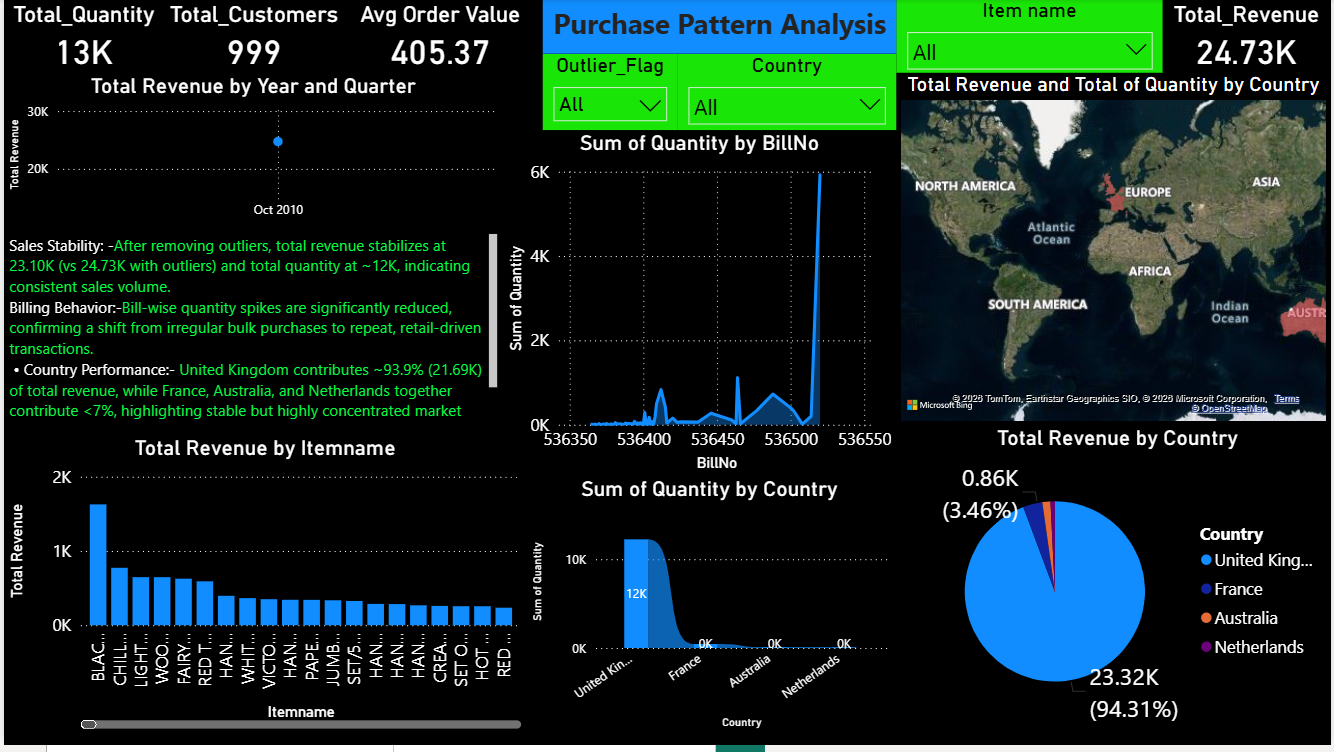 Total_Quantity
13K
Total_Customers
999
Avg Order Value
405.37
Purchase Pattern Analysis
Outlier_Flag
All
Country
All
Item name
All
Total_Revenue
24.73K
Total Revenue by Year and Quarter
30K
20K
Total Revenue
Oct 2010
Sales Stability: -After removing outliers, total revenue stabilizes at
23.10K (vs 24.73K with outliers) and total quantity at ~12K, indicating
consistent sales volume.
Billing Behavior:-Bill-wise quantity spikes are significantly reduced,
confirming a shift from irregular bulk purchases to repeat, retail-driven
transactions.
• Country Performance:- United Kingdom contributes ~93.9% (21.69K)
of total revenue, while France, Australia, and Netherlands together
contribute <7%, highlighting stable but highly concentrated market
Total Revenue by Itemname
2K
1K
0K
Total Revenue
BLAC...
CHILL...
LIGHT...
WOO...
FAIRY...
RED T...
HAN...
WHIT...
VICTO...
HAN...
PAPE...
JUMB...
SET/5...
HAN...
HAN...
HAN...
CREA...
SET O...
HOT ...
RED...
Itemname
Sum of Quantity by BillNo
6K
4K
2K
0K
Sum of Quantity
536350
536400
536450
536500
536550
BillNo
Sum of Quantity by Country
10K
0K
Sum of Quantity
12K
0K
0K
0K
United Kin...
France
Australia
Netherlands
Country
Total Revenue and Total of Quantity by Country
NORTH AMERICA
EUROPE
ASIA
Atlantic
Ocean
AFRICA
SOUTH AMERICA
Indian
Ocean
AUSTR
Microsoft Bing
© 2026 TomTom, Earthstar Geographics SIO, © 2026 Microsoft Corporation, Terms
© OpenStreetMap
Total Revenue by Country
0.86K
(3.46%)
23.32K
(94.31%)
Country
United King...
France
Australia
Netherlands